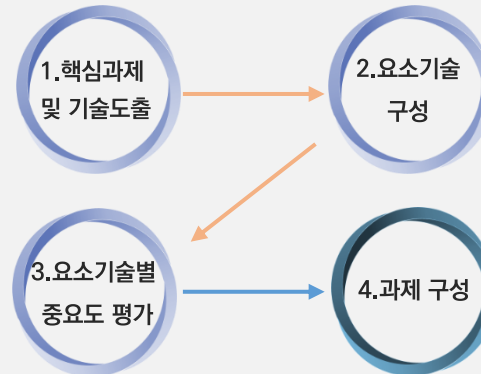 1.핵심과제
및 기술도출
2.요소기술
구성
3.요소기술별
중요도 평가
4.과제 구성